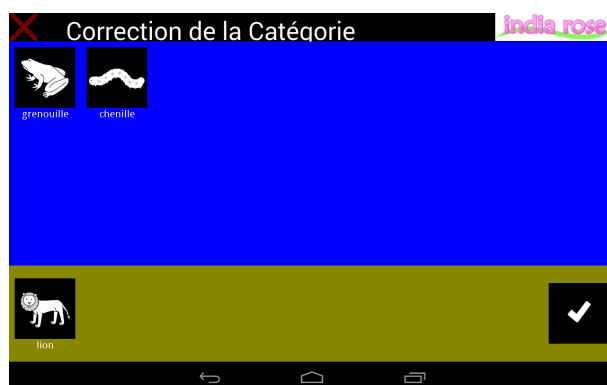 Correction de la Catégorie
india rose
grenouille
chenille
lion